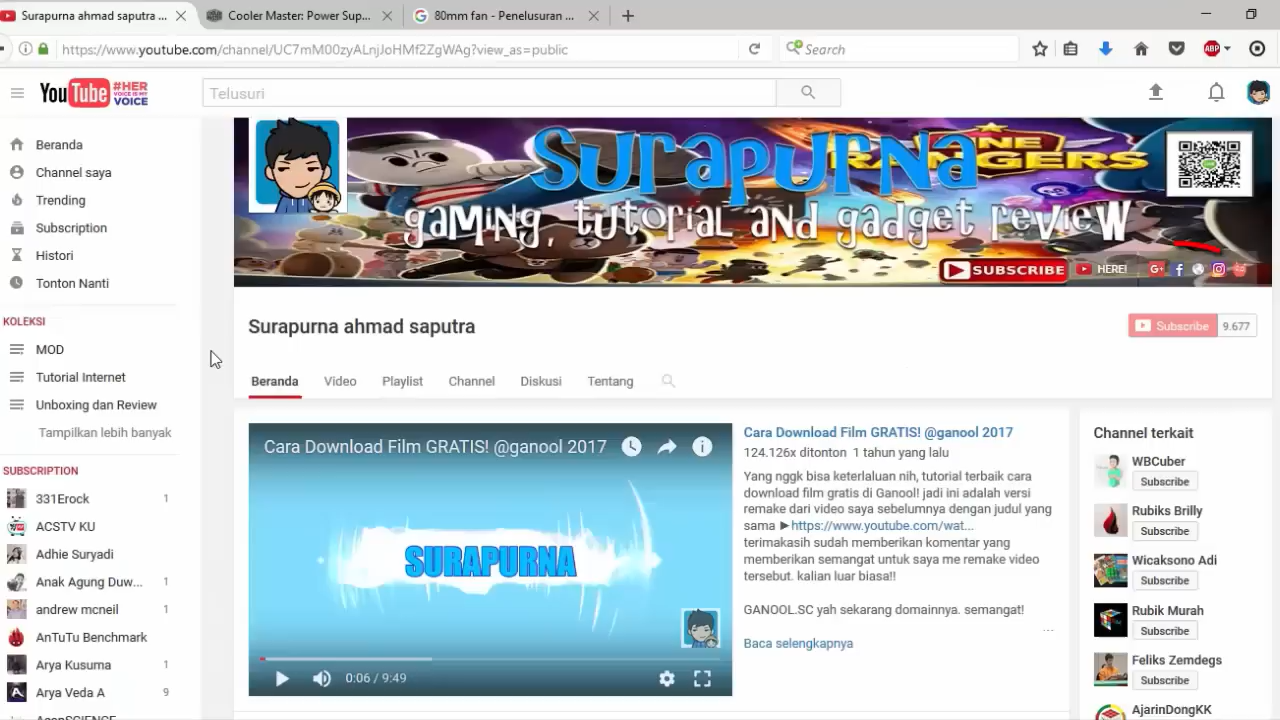 Surapurna ahmad saputra ...
Cooler Master: Power Sup...
80mm fan - Penelusuran ...
https://www.youtube.com/channel/UC7mM00zyALnjJoHMf2ZgWAg?view_as=public
Search
ABP
YouTube
#HER
VOICE IS MY
VOICE
Telusuri
Beranda
Channel saya
Trending
Subscription
Histori
Tonton Nanti
KOLEKSI
MOD
Tutorial Internet
Unboxing dan Review
Tampilkan lebih banyak
SUBSCRIPTION
331Erock 1
ACSTV KU
Adhie Suryadi
Anak Agung Duw... 1
andrew mcneil 1
AnTuTu Benchmark
Arya Kusuma 1
Arya Veda A 9
Surapurna
RANGERS
gaming, tutorial and gadget review
SUBSCRIBE
HERE!
Surapurna ahmad saputra
Subscribe 9.677
Beranda Video Playlist Channel Diskusi Tentang
Cara Download Film GRATIS! @ganool 2017
SURAPURNA
0:06 / 9:49
Cara Download Film GRATIS! @ganool 2017
124.126x ditonton 1 tahun yang lalu
Yang nggk bisa keterlaluan nih, tutorial terbaik cara
download film gratis di Ganool! jadi ini adalah versi
remake dari video saya sebelumnya dengan judul yang
sama ►https://www.youtube.com/wat...
terimakasih sudah memberikan komentar yang
memberikan semangat untuk saya me remake video
tersebut. kalian luar biasa!!
GANOOL.SC yah sekarang domainnya. semangat!
...
Baca selengkapnya
Channel terkait
WBCuber
Subscribe
Rubiks Brilly
Subscribe
Wicaksono Adi
Subscribe
Rubik Murah
Subscribe
Feliks Zemdegs
Subscribe
AjarinDongKK